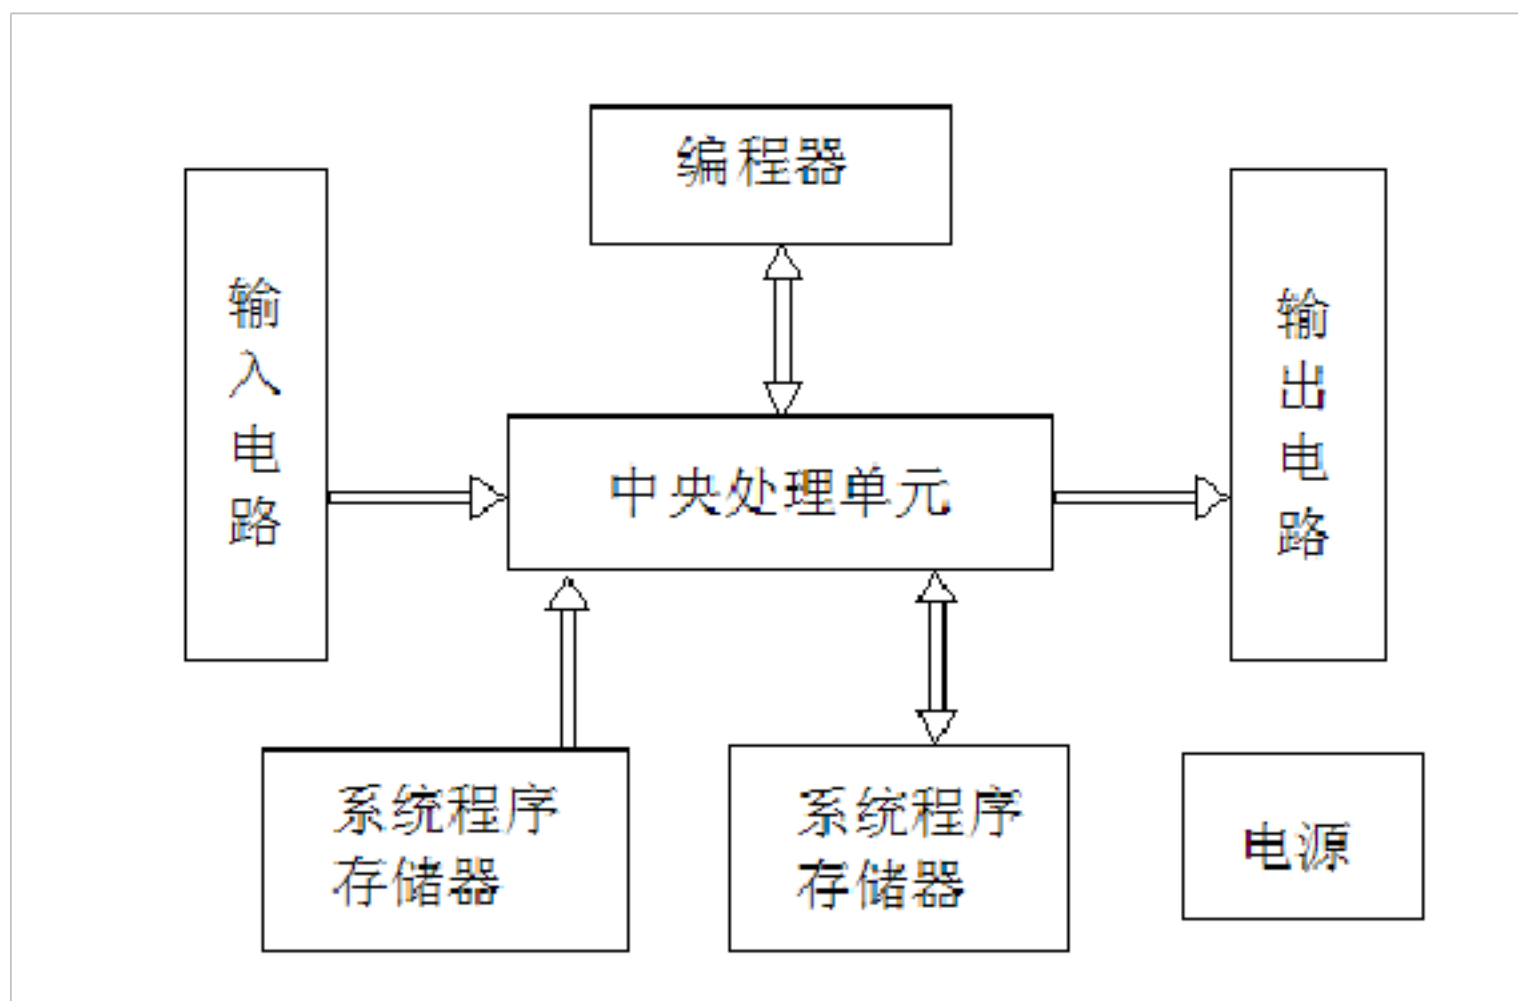 编程器
输入电路
输出电路
中央处理单元
系统程序
存储器
系统程序
存储器
电源